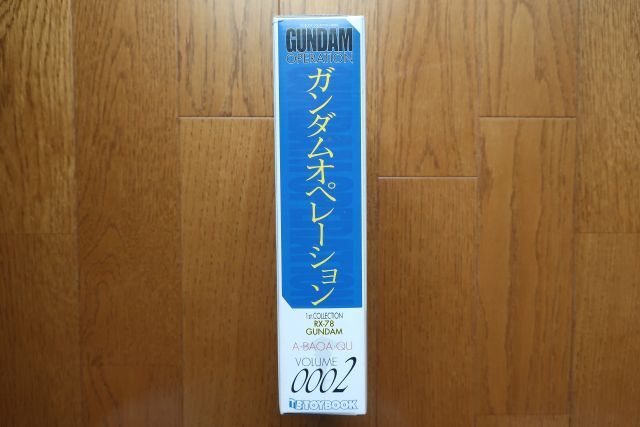 GUNDAM
OPERATION
ガンダムオペレーション
1st.COLLECTION
RX-78
GUNDAM
A·BAOA·QU
VOLUME
0002
TOYBOOK